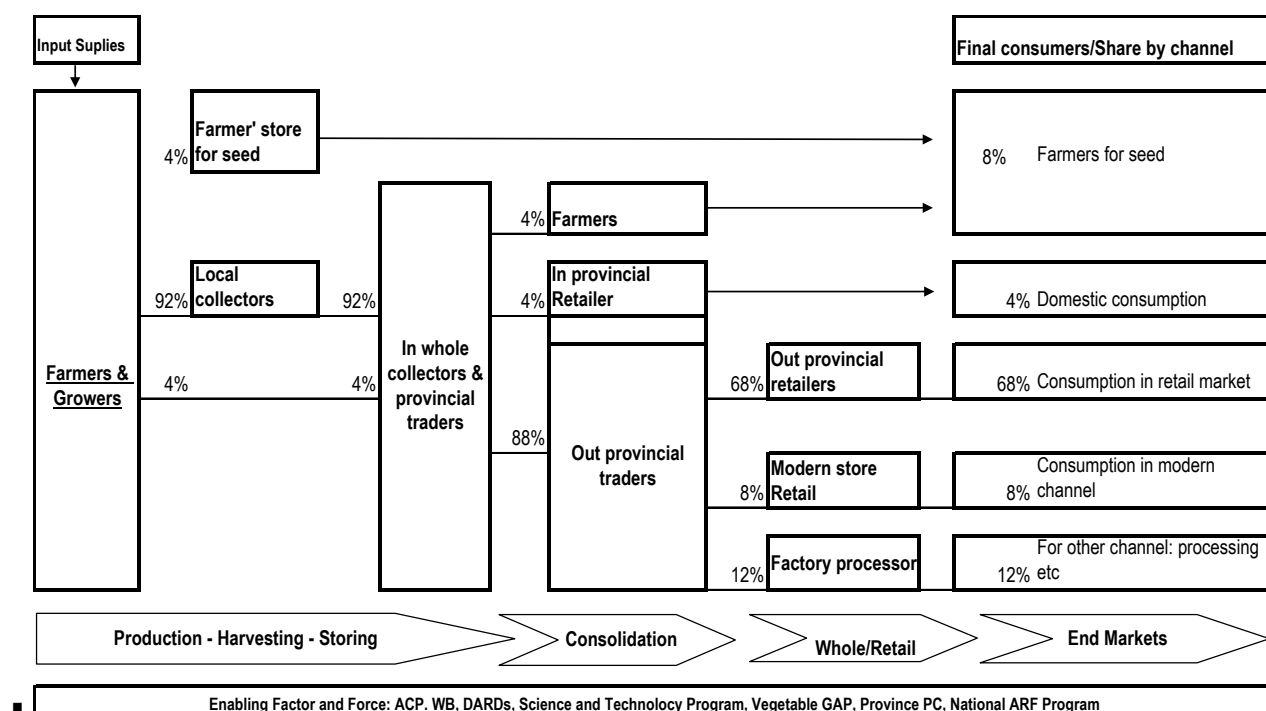 Input Suplies
Final consumers/Share by channel
Farmer' store
4% for seed
8% Farmers for seed
4% Farmers
Local
92% collectors 92%
In provincial
4% Retailer
4% Domestic consumption
Farmers &
Growers
4% 4%
In whole
collectors &
provincial
traders
88%
Out provincial
traders
Out provincial
68% retailers
68% Consumption in retail market
Modern store
8% Retail
Consumption in modern
8% channel
12% Factory processor
For other channel: processing
12% etc
Production - Harvesting - Storing
Consolidation
Whole/Retail
End Markets
Enabling Factor and Force: ACP. WB, DARDs, Science and Technolocy Program, Vegetable GAP, Province PC, National ARF Program